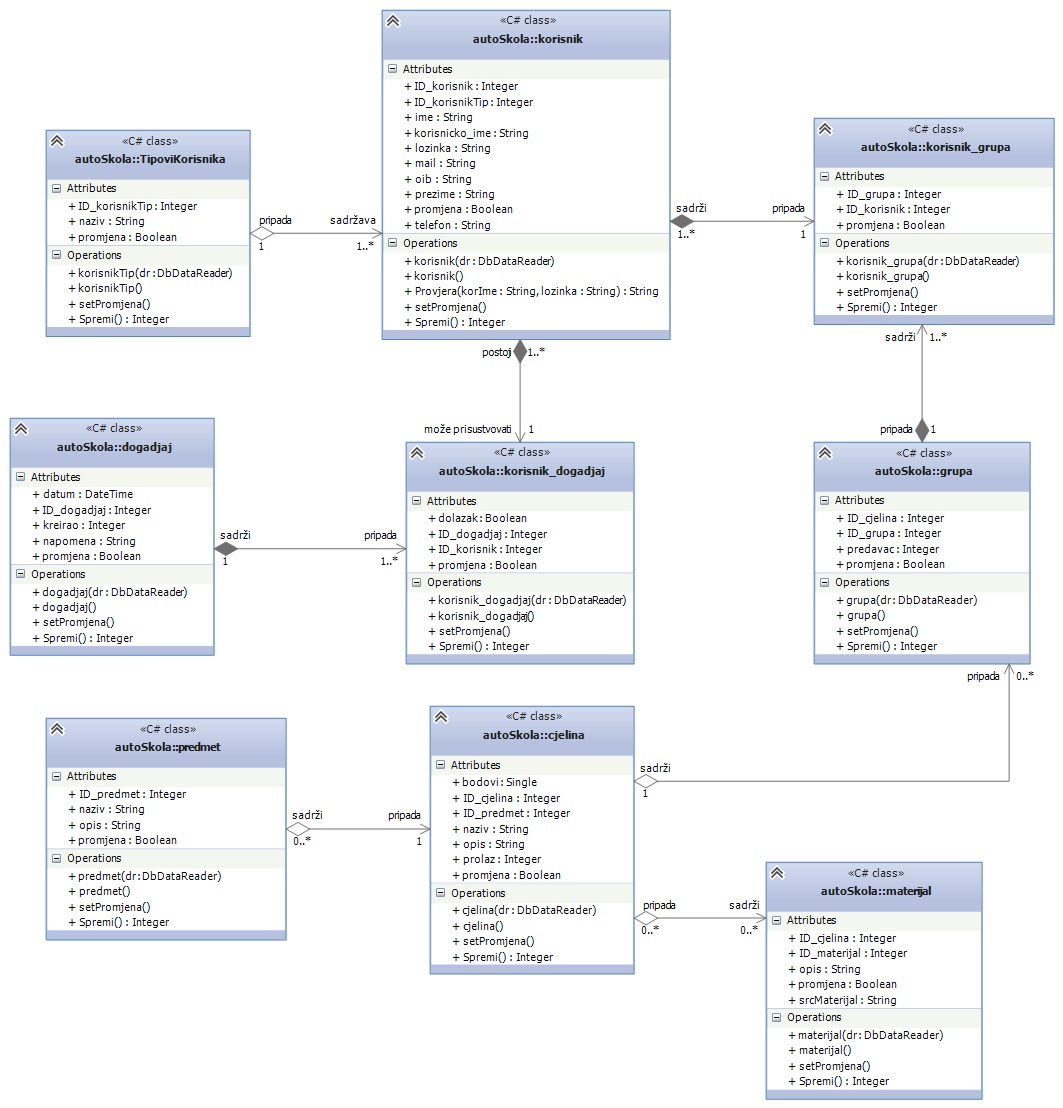 «C# class»
autoSkola::korisnik
Attributes
+ ID_korisnik : Integer
+ ID_korisnikTip : Integer
+ ime : String
+ korisnicko_ime : String
+ lozinka : String
+ mail : String
+ oib : String
+ prezime : String
+ promjena : Boolean
+ telefon : String
Operations
+ korisnik(dr : DbDataReader)
+ korisnik()
+ Provjera(korIme : String, lozinka : String) : String
+ setPromjena()
+ Spremi() : Integer
«C# class»
autoSkola::TipoviKorisnika
Attributes
+ ID_korisnikTip : Integer
+ naziv : String
+ promjena : Boolean
Operations
+ korisnikTip(dr : DbDataReader)
+ korisnikTip()
+ setPromjena()
+ Spremi() : Integer
pripada
1
sadržava
1..*
«C# class»
autoSkola::korisnik_grupa
Attributes
+ ID_grupa : Integer
+ ID_korisnik : Integer
+ promjena : Boolean
Operations
+ korisnik_grupa(dr : DbDataReader)
+ korisnik_grupa()
+ setPromjena()
+ Spremi() : Integer
sadrži
1..*
pripada
1
postoj
1..*
može prisustvovati
1
sadrži
1..*
pripada
1
«C# class»
autoSkola::dogadjaj
Attributes
+ datum : DateTime
+ ID_dogadjaj : Integer
+ kreirao : Integer
+ napomena : String
+ promjena : Boolean
Operations
+ dogadjaj(dr : DbDataReader)
+ dogadjaj()
+ setPromjena()
+ Spremi() : Integer
sadrži
1
pripada
1..*
«C# class»
autoSkola::korisnik_dogadjaj
Attributes
+ dolazak : Boolean
+ ID_dogadjaj : Integer
+ ID_korisnik : Integer
+ promjena : Boolean
Operations
+ korisnik_dogadjaj(dr : DbDataReader)
+ korisnik_dogadjaj()
+ setPromjena()
+ Spremi() : Integer
«C# class»
autoSkola::grupa
Attributes
+ ID_cjelina : Integer
+ ID_grupa : Integer
+ predavac : Integer
+ promjena : Boolean
Operations
+ grupa(dr : DbDataReader)
+ grupa()
+ setPromjena()
+ Spremi() : Integer
pripada
0..*
«C# class»
autoSkola::predmet
Attributes
+ ID_predmet : Integer
+ naziv : String
+ opis : String
+ promjena : Boolean
Operations
+ predmet(dr : DbDataReader)
+ predmet()
+ setPromjena()
+ Spremi() : Integer
sadrži
0..*
pripada
1
«C# class»
autoSkola::cjelina
Attributes
+ bodovi : Single
+ ID_cjelina : Integer
+ ID_predmet : Integer
+ naziv : String
+ opis : String
+ prolaz : Integer
+ promjena : Boolean
Operations
+ cjelina(dr : DbDataReader)
+ cjelina()
+ setPromjena()
+ Spremi() : Integer
sadrži
1
pripada
0..*
sadrži
0..*
«C# class»
autoSkola::materijal
Attributes
+ ID_cjelina : Integer
+ ID_materijal : Integer
+ opis : String
+ promjena : Boolean
+ srcMaterijal : String
Operations
+ materijal(dr : DbDataReader)
+ materijal()
+ setPromjena()
+ Spremi() : Integer